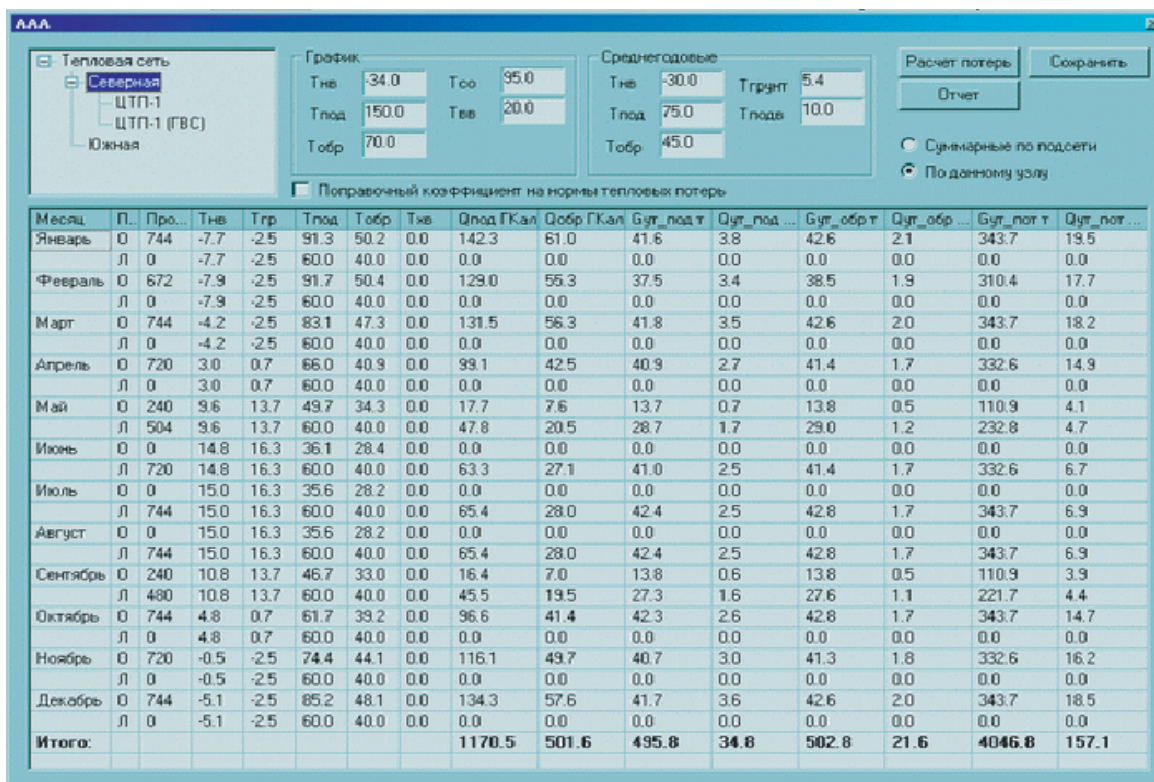 A.A.A.
Тепловая сеть
Северная
ЦТП-1
ЦТП-1 (ГВС)
Южная
График
Тнв -34.0 Тсо 95.0
Тпод 150.0 Твв 20.0
Тобр 70.0
Среднегодовые
Тнв -30.0 Тгрунт 5.4
Тпод 75.0 Тподв 10.0
Тобр 45.0
Расчет потерь
Сохранить
Отчет
Суммарные по подсети
По данному узлу
Поправочный коэффициент на нормы тепловых потерь
Месяц П.. Про... Тнв Тгр Тпод Тобр Тхв Qпод ГКал Qобр ГКал Gут_под т Qут_под ... Gут_обр т Qут_обр ... Gут_пот т Qут_пот ...
Январь О 744 -7.7 -2.5 91.3 50.2 0.0 142.3 61.0 41.6 3.8 42.6 2.1 343.7 19.5
Л 0 -7.7 -2.5 60.0 40.0 0.0 0.0 0.0 0.0 0.0 0.0 0.0 0.0 0.0
Февраль О 672 -7.9 -2.5 91.7 50.4 0.0 129.0 55.3 37.5 3.4 38.5 1.9 310.4 17.7
Л 0 -7.9 -2.5 60.0 40.0 0.0 0.0 0.0 0.0 0.0 0.0 0.0 0.0 0.0
Март О 744 -4.2 -2.5 83.1 47.3 0.0 131.5 56.3 41.8 3.5 42.6 2.0 343.7 18.2
Л 0 -4.2 -2.5 60.0 40.0 0.0 0.0 0.0 0.0 0.0 0.0 0.0 0.0 0.0
Апрель О 720 3.0 0.7 66.0 40.9 0.0 99.1 42.5 40.9 2.7 41.4 1.7 332.6 14.9
Л 0 3.0 0.7 60.0 40.0 0.0 0.0 0.0 0.0 0.0 0.0 0.0 0.0 0.0
Май О 240 9.6 13.7 49.7 34.3 0.0 17.7 7.6 13.7 0.7 13.8 0.5 110.9 4.1
Л 504 9.6 13.7 60.0 40.0 0.0 47.8 20.5 28.7 1.7 29.0 1.2 232.8 4.7
Июнь О 0 14.8 16.3 36.1 28.4 0.0 0.0 0.0 0.0 0.0 0.0 0.0 0.0 0.0
Л 720 14.8 16.3 60.0 40.0 0.0 63.3 27.1 41.0 2.5 41.4 1.7 332.6 6.7
Июль О 0 15.0 16.3 35.6 28.2 0.0 0.0 0.0 0.0 0.0 0.0 0.0 0.0 0.0
Л 744 15.0 16.3 60.0 40.0 0.0 65.4 28.0 42.4 2.5 42.8 1.7 343.7 6.9
Август О 0 15.0 16.3 35.6 28.2 0.0 0.0 0.0 0.0 0.0 0.0 0.0 0.0 0.0
Л 744 15.0 16.3 60.0 40.0 0.0 65.4 28.0 42.4 2.5 42.8 1.7 343.7 6.9
Сентябрь О 240 10.8 13.7 46.7 33.0 0.0 16.4 7.0 13.8 0.6 13.8 0.5 110.9 3.9
Л 480 10.8 13.7 60.0 40.0 0.0 45.5 19.5 27.3 1.6 27.6 1.1 221.7 4.4
Октябрь О 744 4.8 0.7 61.7 39.2 0.0 96.6 41.4 42.3 2.6 42.8 1.7 343.7 14.7
Л 0 4.8 0.7 60.0 40.0 0.0 0.0 0.0 0.0 0.0 0.0 0.0 0.0 0.0
Ноябрь О 720 -0.5 -2.5 74.4 44.1 0.0 116.1 49.7 40.7 3.0 41.3 1.8 332.6 16.2
Л 0 -0.5 -2.5 60.0 40.0 0.0 0.0 0.0 0.0 0.0 0.0 0.0 0.0 0.0
Декабрь О 744 -5.1 -2.5 85.2 48.1 0.0 134.3 57.6 41.7 3.6 42.6 2.0 343.7 18.5
Л 0 -5.1 -2.5 60.0 40.0 0.0 0.0 0.0 0.0 0.0 0.0 0.0 0.0 0.0
Итого: 1170.5 501.6 495.8 34.8 502.8 21.6 4046.8 157.1